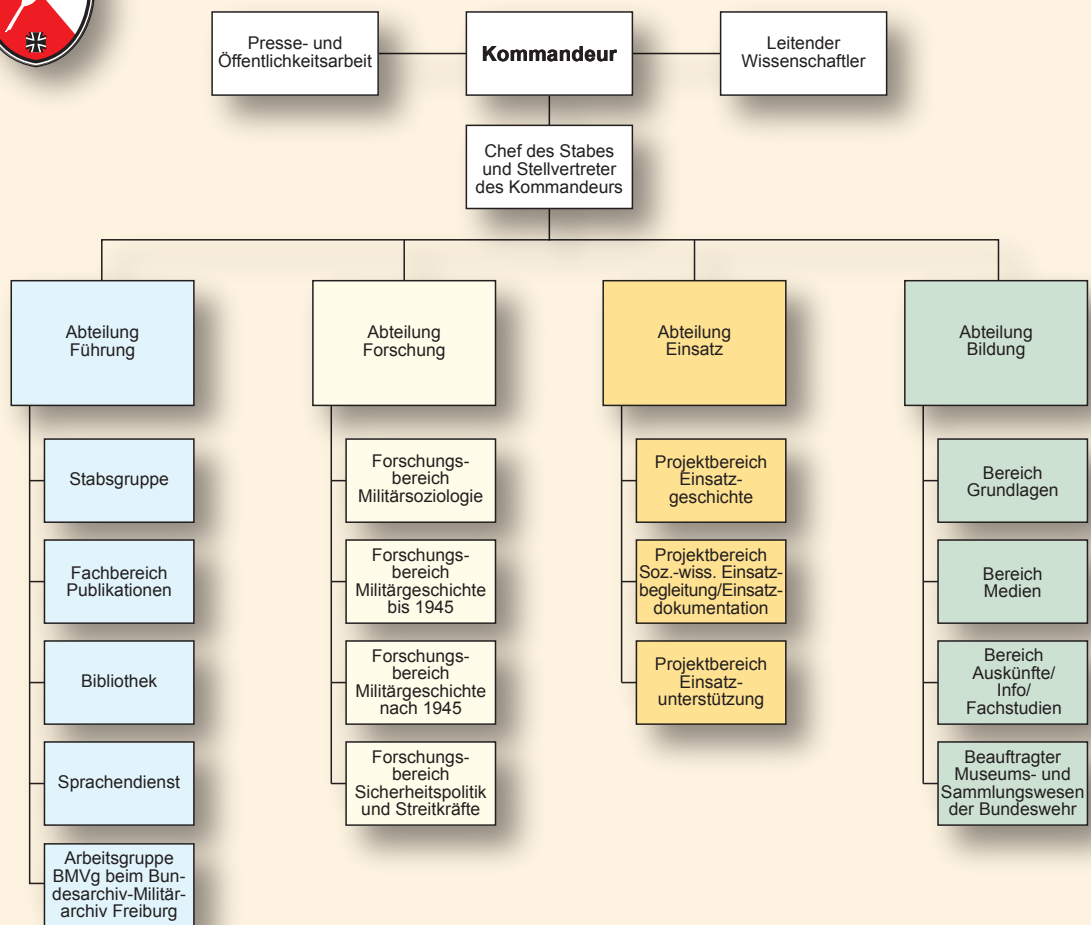 Presse- und
Öffentlichkeitsarbeit
Kommandeur
Leitender
Wissenschaftler
Chef des Stabes
und Stellvertreter
des Kommandeurs
Abteilung
Führung
Abteilung
Forschung
Abteilung
Einsatz
Abteilung
Bildung
Stabsgruppe
Fachbereich
Publikationen
Bibliothek
Sprachendienst
Arbeitsgruppe
BMVg beim Bun-
desarchiv-Militär-
archiv Freiburg
Forschungs-
bereich
Militärsoziologie
Forschungs-
bereich
Militärgeschichte
bis 1945
Forschungs-
bereich
Militärgeschichte
nach 1945
Forschungs-
bereich
Sicherheitspolitik
und Streitkräfte
Projektbereich
Einsatz-
geschichte
Projektbereich
Soz.-wiss. Einsatz-
begleitung/Einsatz-
dokumentation
Projektbereich
Einsatz-
unterstützung
Bereich
Grundlagen
Bereich
Medien
Bereich
Auskünfte/
Info/
Fachstudien
Beauftragter
Museums- und
Sammlungswesen
der Bundeswehr